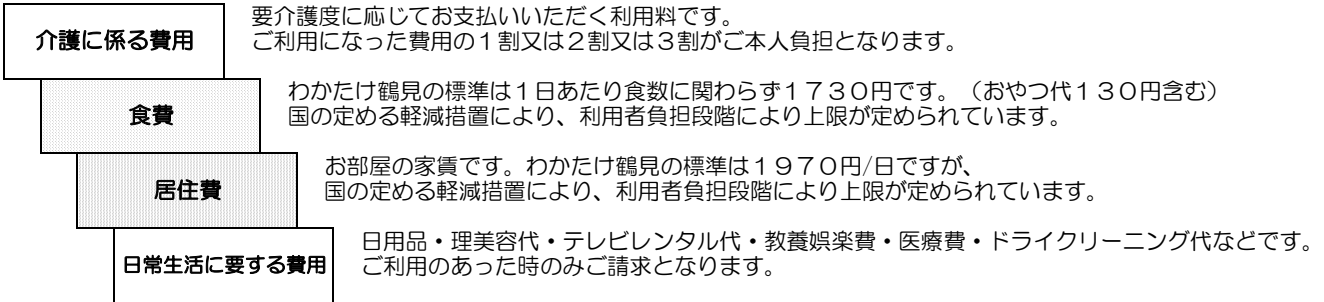 介護に係る費用
要介護度に応じてお支払いいただく利用料です。
ご利用になった費用の１割又は２割又は３割がご本人負担となります。
食費
わかたけ鶴見の標準は１日あたり食数に関わらず１７３０円です。（おやつ代１３０円含む）
国の定める軽減措置により、利用者負担段階により上限が定められています。
居住費
お部屋の家賃です。わかたけ鶴見の標準は１９７０円/日ですが、
国の定める軽減措置により、利用者負担段階により上限が定められています。
日常生活に要する費用
日用品・理美容代・テレビレンタル代・教養娯楽費・医療費・ドライクリーニング代などです。
ご利用のあった時のみご請求となります。